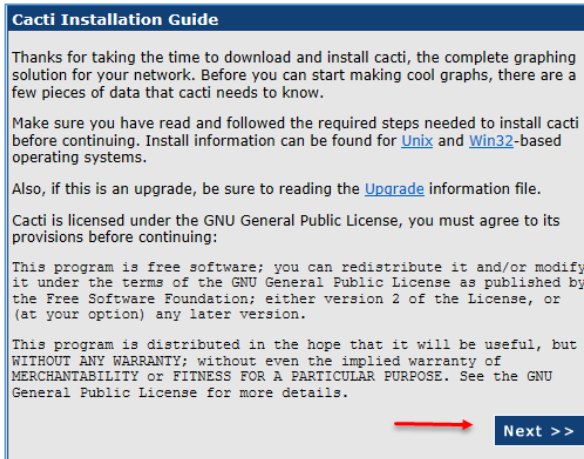 Cacti Installation Guide
Thanks for taking the time to download and install cacti, the complete graphing
solution for your network. Before you can start making cool graphs, there are a
few pieces of data that cacti needs to know.
Make sure you have read and followed the required steps needed to install cacti
before continuing. Install information can be found for Unix and Win32-based
operating systems.
Also, if this is an upgrade, be sure to reading the Upgrade information file.
Cacti is licensed under the GNU General Public License, you must agree to its
provisions before continuing:
This program is free software; you can redistribute it and/or modify
it under the terms of the GNU General Public License as published by
the Free Software Foundation; either version 2 of the License, or
(at your option) any later version.
This program is distributed in the hope that it will be useful, but
WITHOUT ANY WARRANTY; without even the implied warranty of
MERCHANTABILITY or FITNESS FOR A PARTICULAR PURPOSE. See the GNU
General Public License for more details.
Next >>